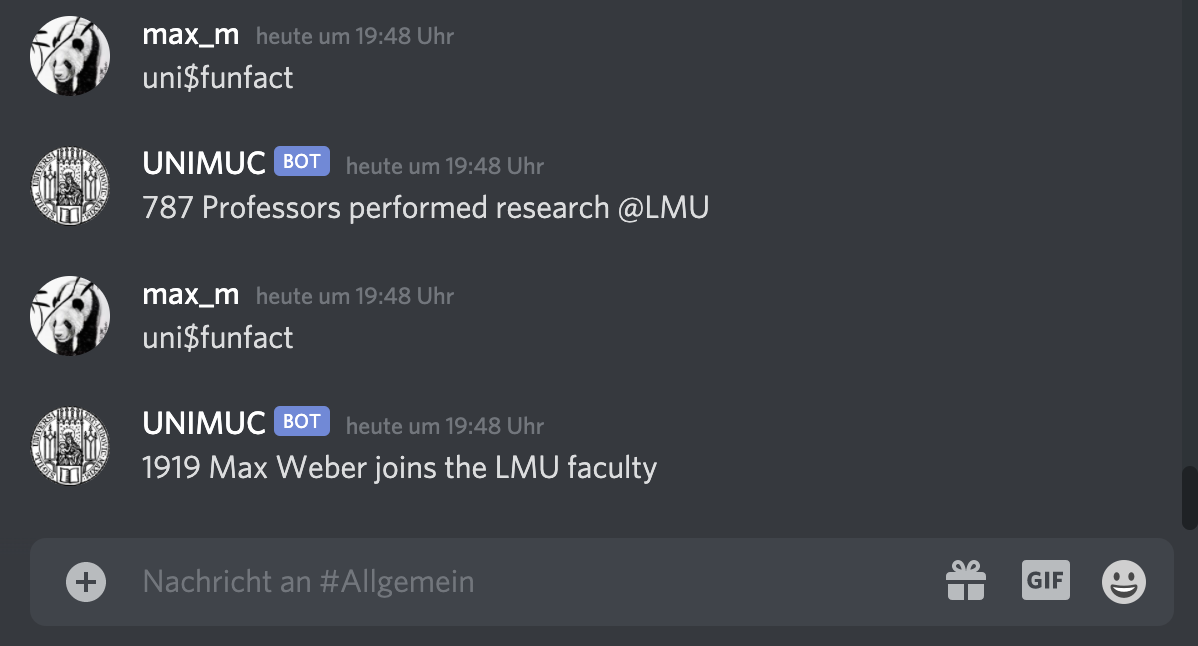 max_m heute um 19:48 Uhr
uni$funfact
UNIMUC BOT heute um 19:48 Uhr
787 Professors performed research @LMU
max_m heute um 19:48 Uhr
uni$funfact
UNIMUC BOT heute um 19:48 Uhr
1919 Max Weber joins the LMU faculty
Nachricht an #Allgemein
GIF